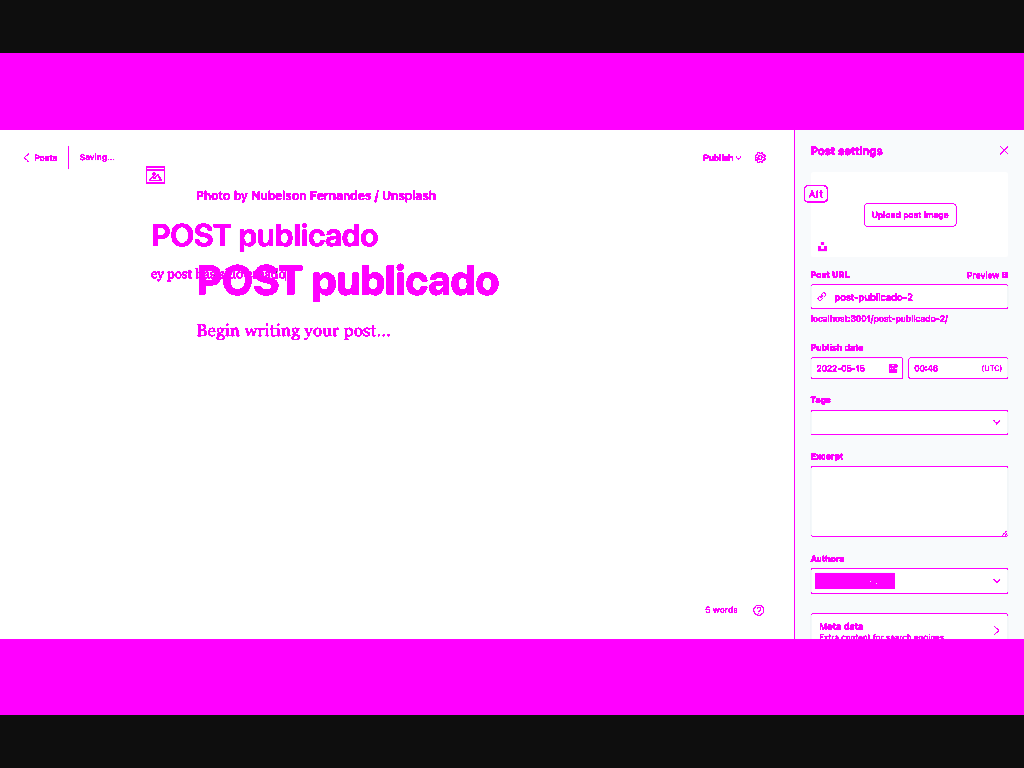 Posts
Saving...
Publish
Photo by Nubelson Fernandes / Unsplash
POST publicado
ey post
POST publicado
Begin writing your post...
5 words
Post settings
Alt
Upload post image
Post URL
Preview
post-publicado-2
localhost:3001/post-publicado-2/
Publish date
2022-05-15
00:46
(UTC)
Tags
Excerpt
Authors
Meta data
Extra content for search engines